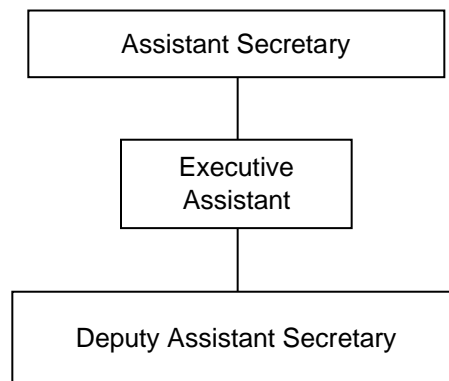 Assistant Secretary
Executive
Assistant
Deputy Assistant Secretary